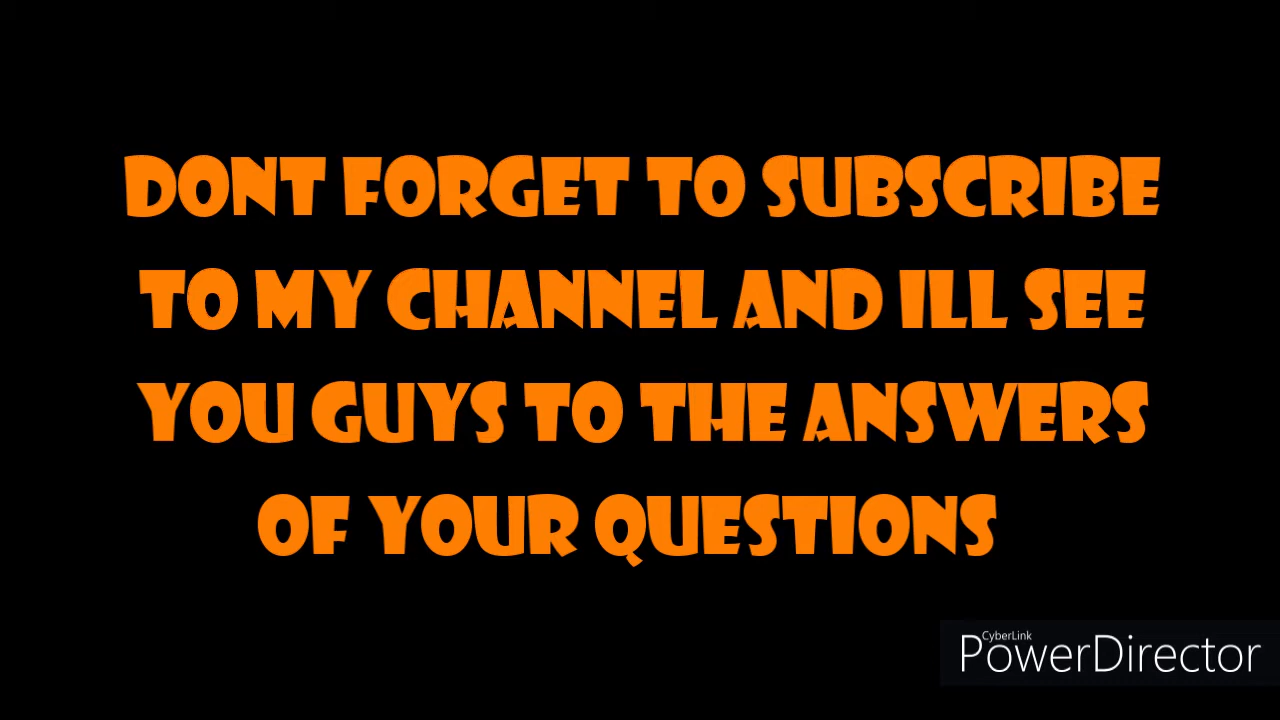 DONT FORGET TO SUBSCRIBE
TO MY CHANNEL AND ILL SEE
YOU GUYS TO THE ANSWERS
OF YOUR QUESTIONS
CyberLink
PowerDirector